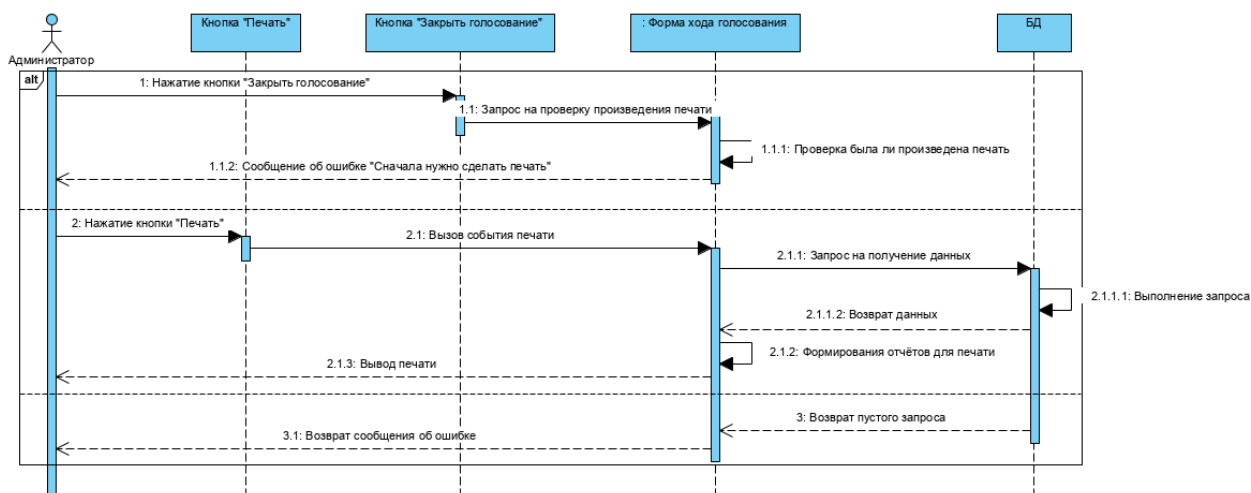 Кнопка "Печать"
Кнопка "Закрыть голосование"
: Форма хода голосования
БД
Администратор
alt
1: Нажатие кнопки "Закрыть голосование"
1.1: Запрос на проверку произведения печати
1.1.1: Проверка была ли произведена печать
1.1.2: Сообщение об ошибке "Сначала нужно сделать печать"
2: Нажатие кнопки "Печать"
2.1: Вызов события печати
2.1.1: Запрос на получение данных
2.1.1.1: Выполнение запроса
2.1.1.2: Возврат данных
2.1.2: Формирования отчётов для печати
2.1.3: Вывод печати
3: Возврат пустого запроса
3.1: Возврат сообщения об ошибке